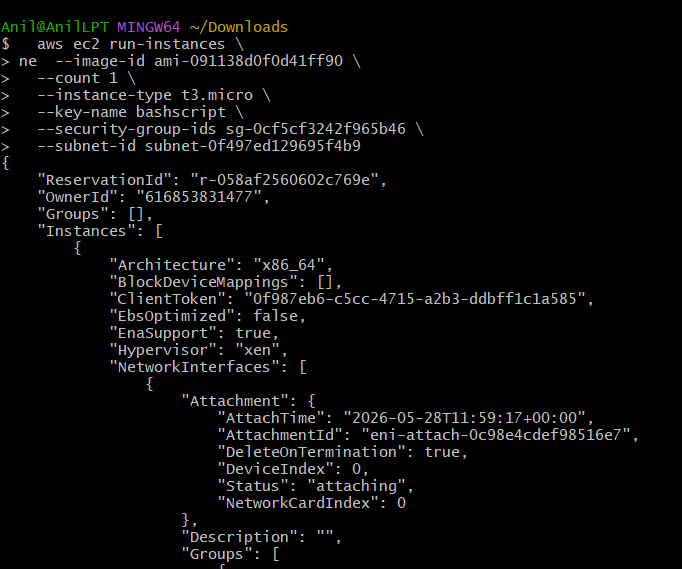 Anil@AnilLPT MINGW64 ~/Downloads
$   aws ec2 run-instances \
> ne  --image-id ami-091138d0f0d41ff90 \
>   --count 1 \
>   --instance-type t3.micro \
>   --key-name bashscript \
>   --security-group-ids sg-0cf5cf3242f965b46 \
>   --subnet-id subnet-0f497ed129695f4b9
{
    "ReservationId": "r-058af2560602c769e",
    "OwnerId": "616853831477",
    "Groups": [],
    "Instances": [
        {
            "Architecture": "x86_64",
            "BlockDeviceMappings": [],
            "ClientToken": "0f987eb6-c5cc-4715-a2b3-ddbff1c1a585",
            "EbsOptimized": false,
            "EnaSupport": true,
            "Hypervisor": "xen",
            "NetworkInterfaces": [
                {
                    "Attachment": {
                        "AttachTime": "2026-05-28T11:59:17+00:00",
                        "AttachmentId": "eni-attach-0c98e4cdef98516e7",
                        "DeleteOnTermination": true,
                        "DeviceIndex": 0,
                        "Status": "attaching",
                        "NetworkCardIndex": 0
                    },
                    "Description": "",
                    "Groups": [
                        {